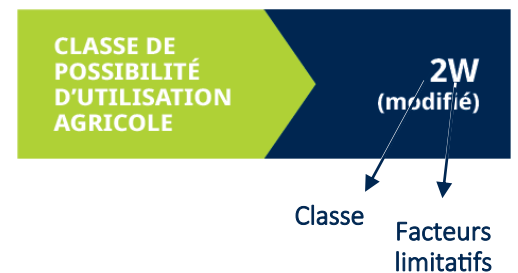 CLASSE DE
POSSIBILITÉ
D'UTILISATION
AGRICOLE
2W
(modifié)
Classe
Facteurs
limitatifs